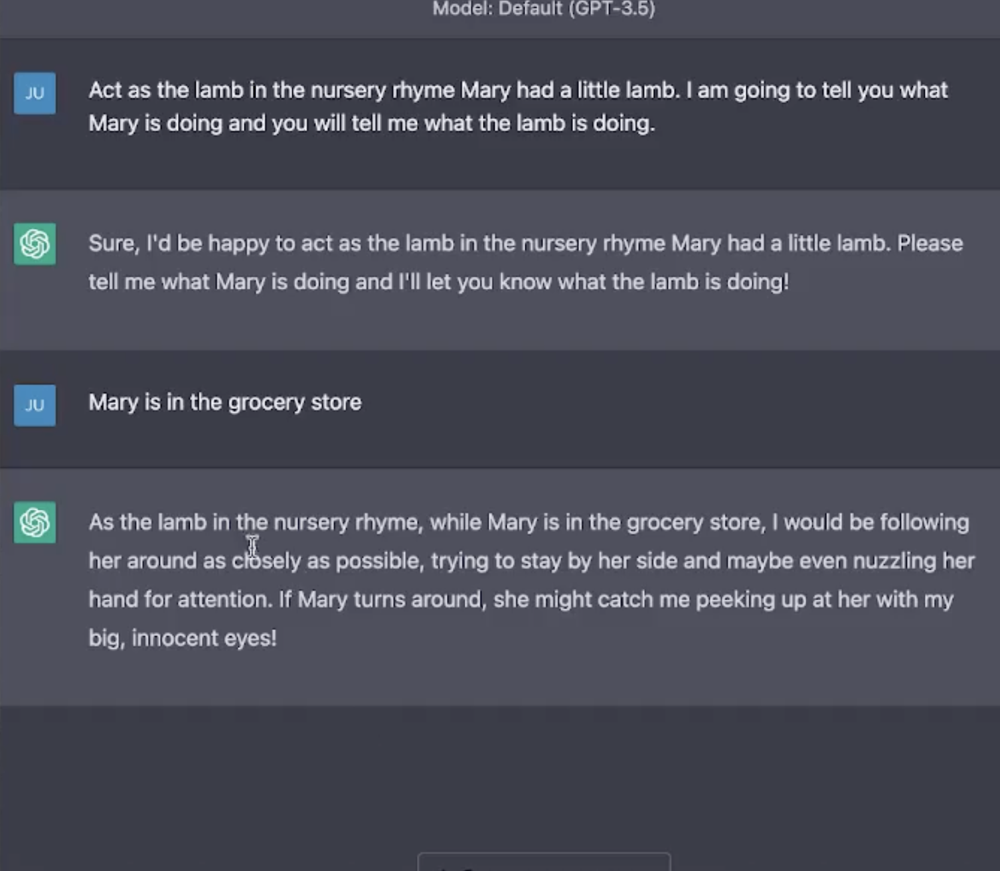 Model: Default (GPT-3.5)
JU
Act as the lamb in the nursery rhyme Mary had a little lamb. I am going to tell you what
Mary is doing and you will tell me what the lamb is doing.
Sure, I'd be happy to act as the lamb in the nursery rhyme Mary had a little lamb. Please
tell me what Mary is doing and I'll let you know what the lamb is doing!
JU
Mary is in the grocery store
As the lamb in the nursery rhyme, while Mary is in the grocery store, I would be following
her around as closely as possible, trying to stay by her side and maybe even nuzzling her
hand for attention. If Mary turns around, she might catch me peeking up at her with my
big, innocent eyes!